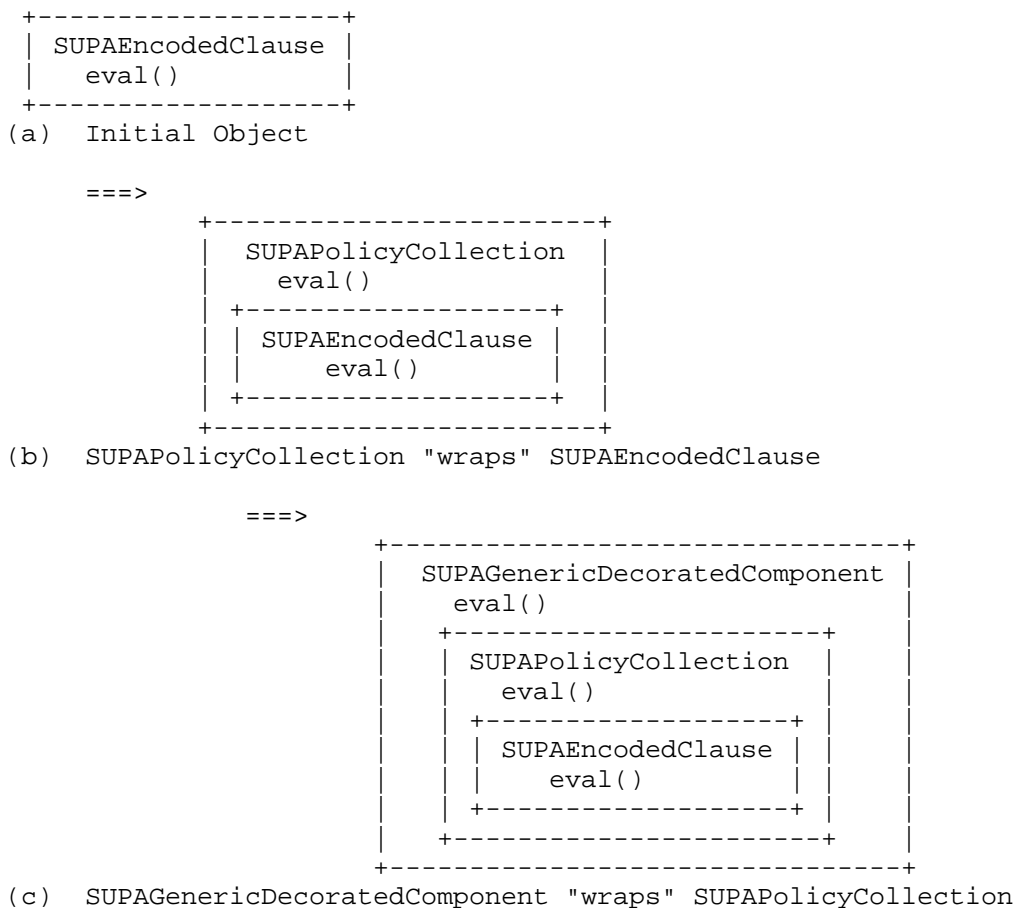 SUPAEncodedClause
eval()
(a) Initial Object
===>
SUPAPolicyCollection
eval()
SUPAEncodedClause
eval()
(b) SUPAPolicyCollection "wraps" SUPAEncodedClause
===>
SUPAGenericDecoratedComponent
eval()
SUPAPolicyCollection
eval()
SUPAEncodedClause
eval()
(c) SUPAGenericDecoratedComponent "wraps" SUPAPolicyCollection